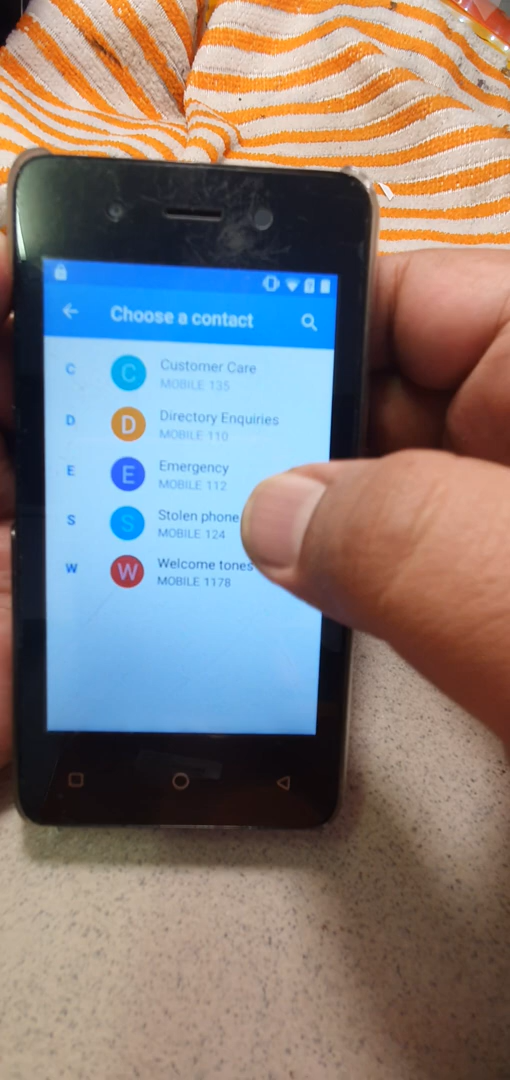 Choose a contact
C
C
Customer Care
MOBILE 135
D
D
Directory Enquiries
MOBILE 110
E
E
Emergency
MOBILE 112
S
S
Stolen phone
MOBILE 124
W
W
Welcome tones
MOBILE 1178